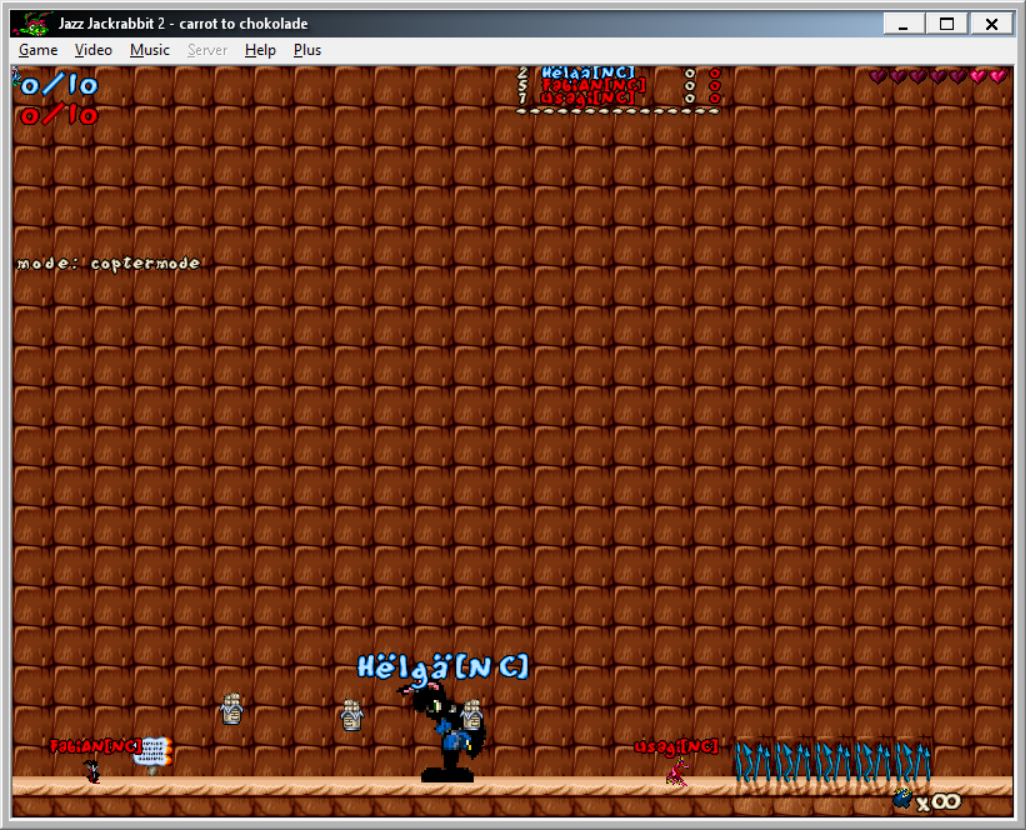 Jazz Jackrabbit 2 - carrot to chokolade
Game Video Music Server Help Plus
0/10
0/10
2 Hëlgä[NC] 0 0
5 FabiAN[NC] 0 0
7 usagi[NC] 0 0
mode: coptermode
Hëlgä[NC]
FabiAN[NC]
usagi[NC]
x∞